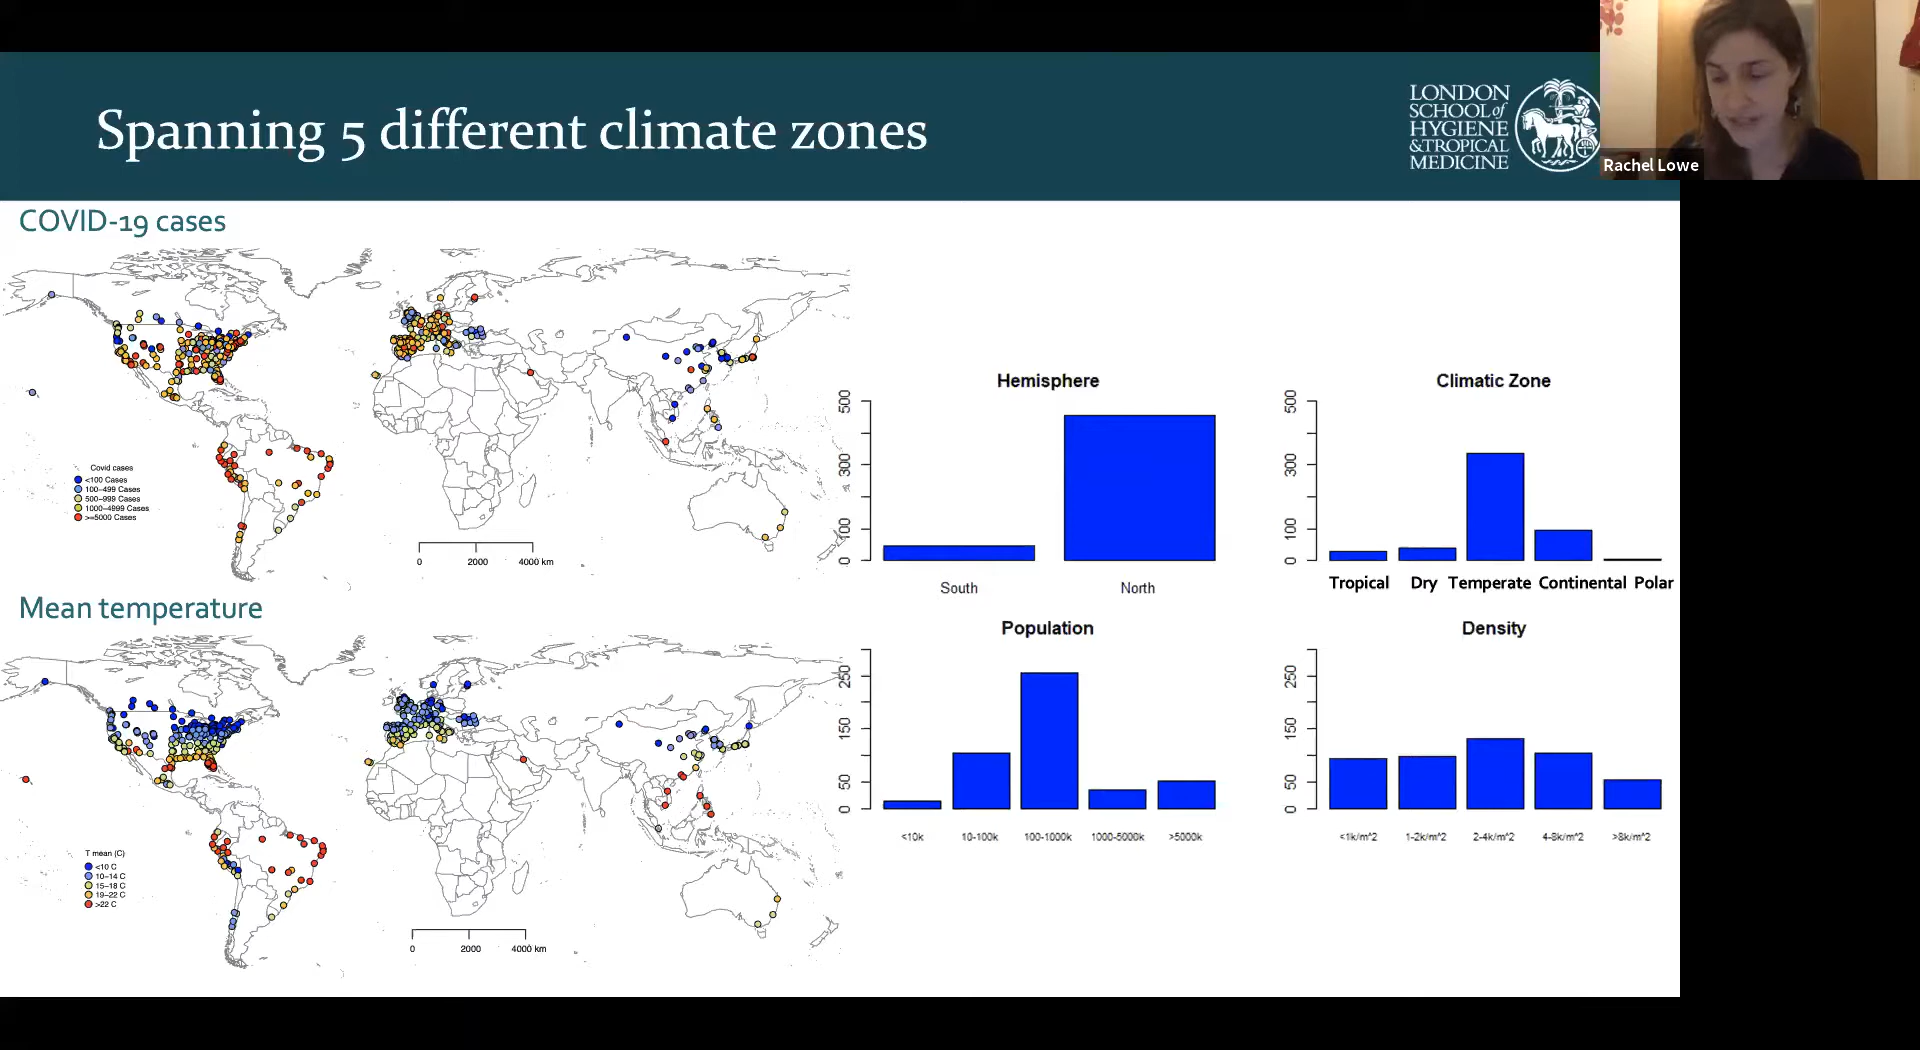 Spanning 5 different climate zones
LONDON
SCHOOL of
HYGIENE
& TROPICAL
MEDICINE
Rachel Lowe
COVID-19 cases
Covid cases
<100 Cases
100–499 Cases
500–999 Cases
1000–4999 Cases
>=5000 Cases
0 2000 4000 km
Mean temperature
T mean (C)
<10 C
10–14 C
15–18 C
19–22 C
>22 C
0 2000 4000 km
Hemisphere
500
300
100
0
South North
Climatic Zone
500
300
100
0
Tropical Dry Temperate Continental Polar
Population
250
150
50
0
<10k 10-100k 100-1000k 1000-5000k >5000k
Density
250
150
50
0
<1k/m^2 1-2k/m^2 2-4k/m^2 4-8k/m^2 >8k/m^2